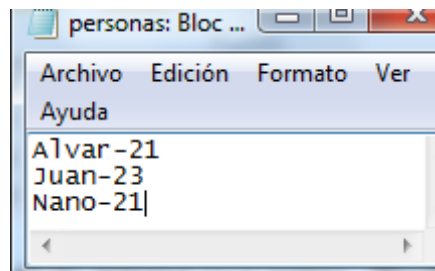 personas: Bloc ...
Archivo Edición Formato Ver
Ayuda
Alvar-21
Juan-23
Nano-21